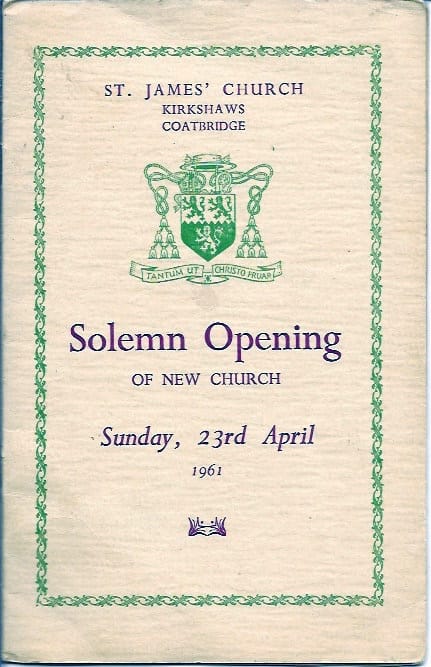 ST. JAMES' CHURCH
KIRKSHAWS
COATBRIDGE
TANTUM UT CHRISTO FRUAR
Solemn Opening
OF NEW CHURCH
Sunday, 23rd April
1961